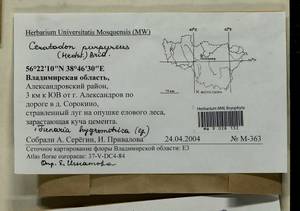 Herbarium Universitatis Mosquensis (MW)
Ceratodon purpureus
(Hedw.) Brid.
56°22'10"N 38°46'30"E
Владимирская область,
Александровский район,
3 км к ЮВ от г. Александров по
дороге в д. Сорокино,
стравленный луг на опушке елового леса,
зарастающая куча цемента.
Funaria hygrometrica (sp)
24.04.2004
Собрали А. Серёгин, И. Привалова
№ М-363
Сеточное картирование флоры Владимирской области: Е3
Atlas florae europaeae: 37-V-DC4-84
Опр. Е. Игнатова
Herbarium MW Bryophyta